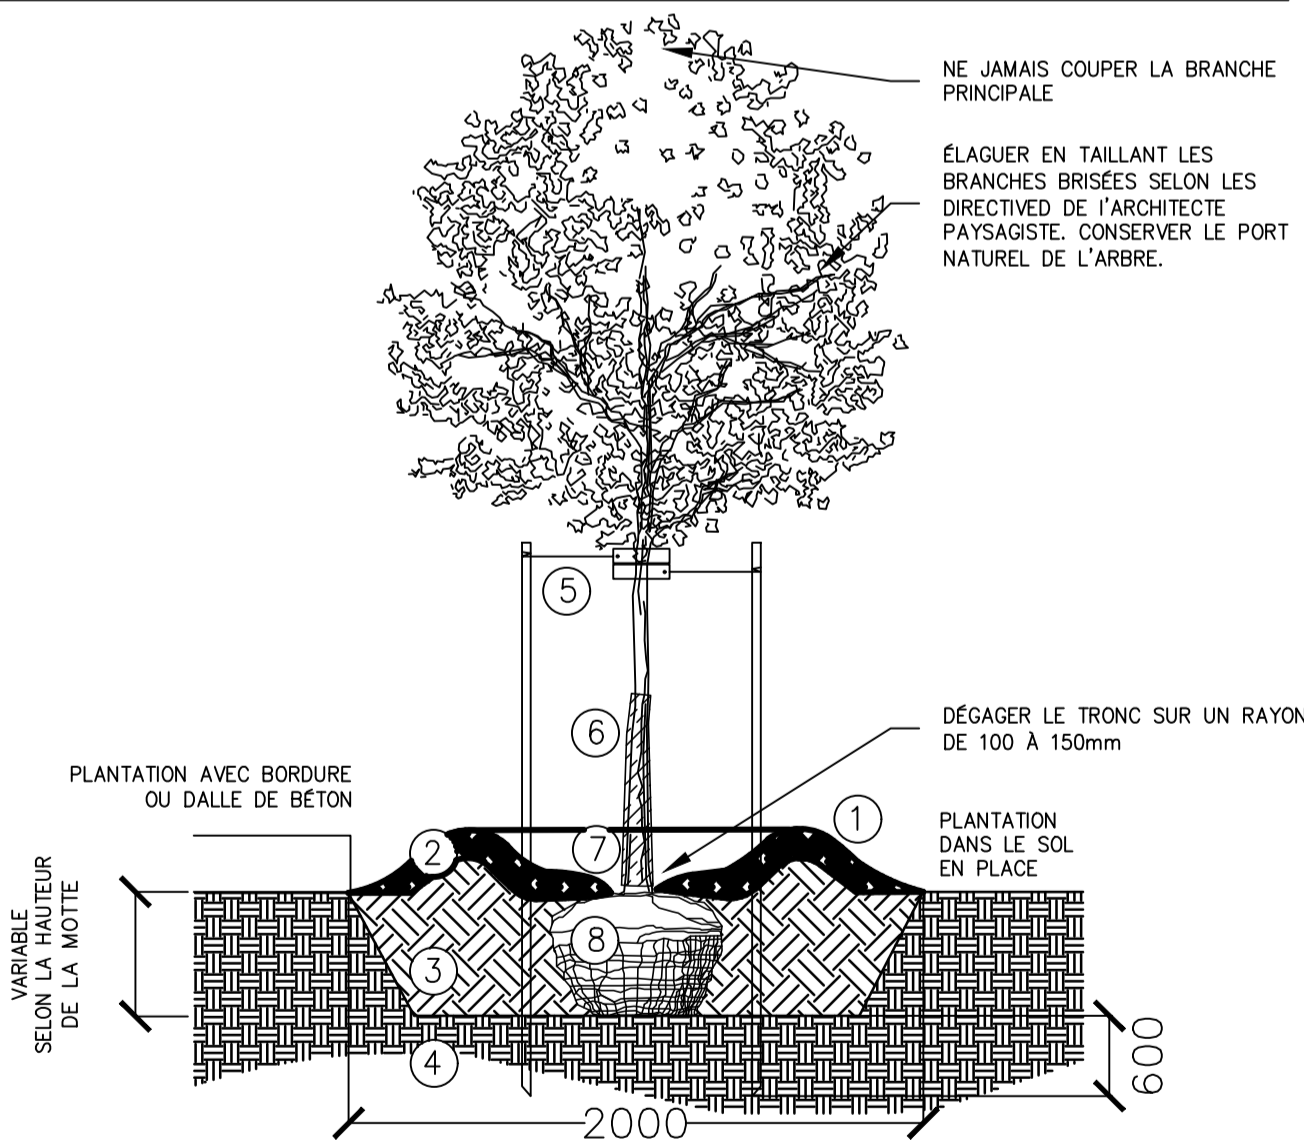 NE JAMAIS COUPER LA BRANCHE
PRINCIPALE
ÉLAGUER EN TAILLANT LES
BRANCHES BRISÉES SELON LES
DIRECTIVED DE l'ARCHITECTE
PAYSAGISTE. CONSERVER LE PORT
NATUREL DE L'ARBRE.
5
6
DÉGAGER LE TRONC SUR UN RAYON
DE 100 À 150mm
PLANTATION AVEC BORDURE
OU DALLE DE BÉTON
1
2
7
PLANTATION
DANS LE SOL
EN PLACE
VARIABLE
SELON LA HAUTEUR
DE LA MOTTE
8
3
4
600
2000